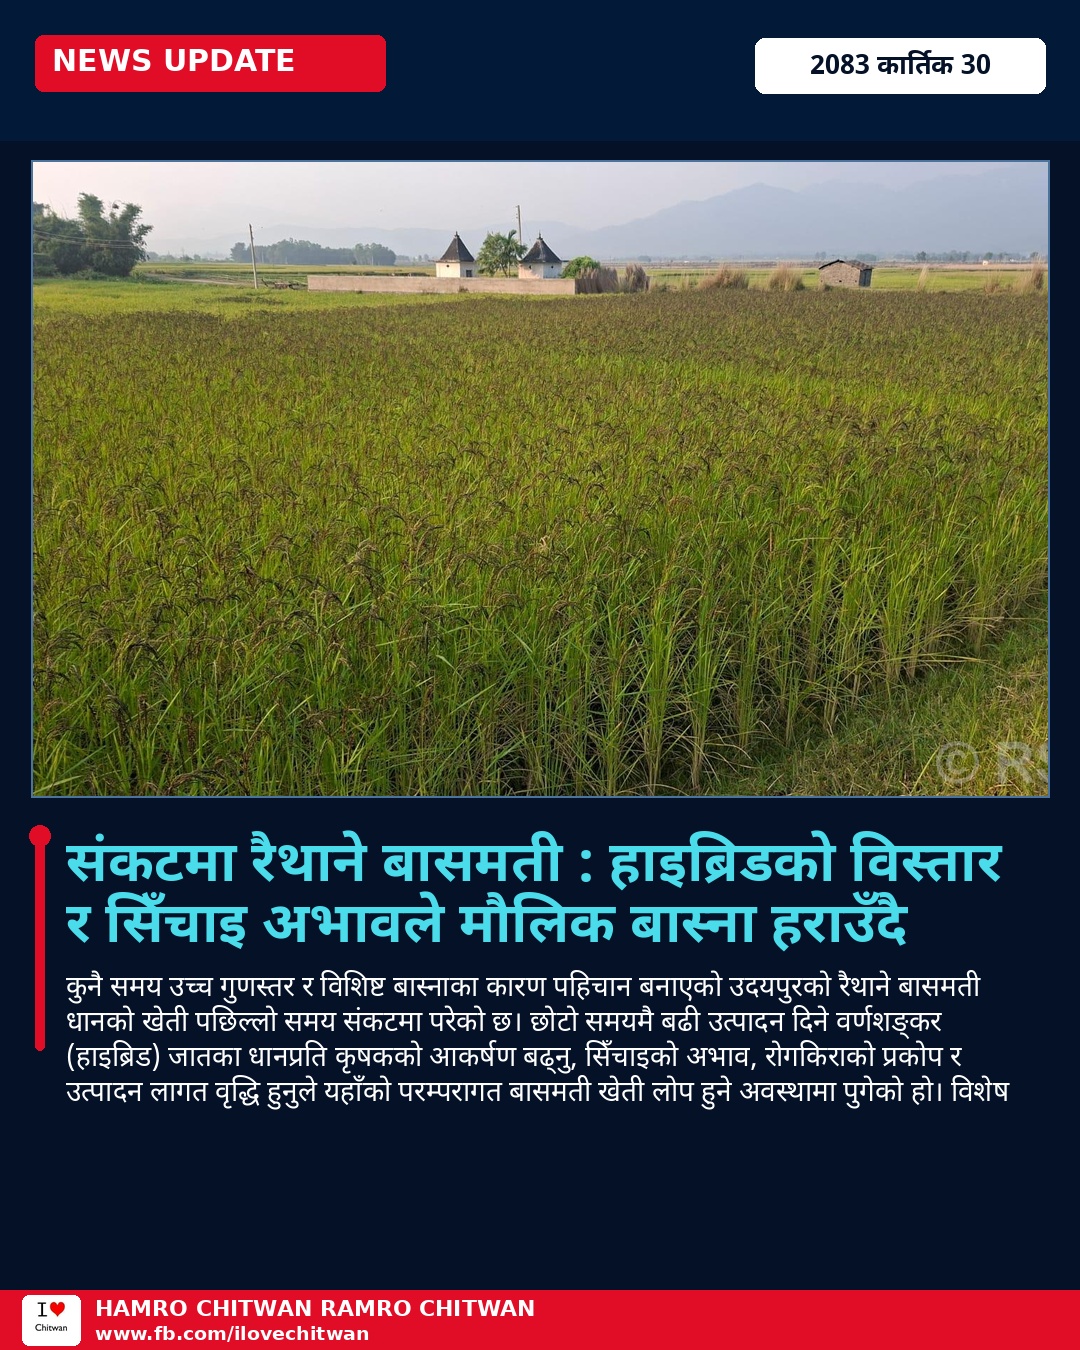 NEWS UPDATE
2083 कार्तिक 30
© RS
संकटमा रैथाने बासमती : हाइब्रिडको विस्तार
र सिँचाइ अभावले मौलिक बास्ना हराउँदै
कुनै समय उच्च गुणस्तर र विशिष्ट बास्नाका कारण पहिचान बनाएको उदयपुरको रैथाने बासमती
धानको खेती पछिल्लो समय संकटमा परेको छ। छोटो समयमै बढी उत्पादन दिने वर्णशङ्कर
(हाइब्रिड) जातका धानप्रति कृषकको आकर्षण बढ्नु, सिँचाइको अभाव, रोगकिराको प्रकोप र
उत्पादन लागत वृद्धि हुनुले यहाँको परम्परागत बासमती खेती लोप हुने अवस्थामा पुगेको हो। विशेष
I❤
Chitwan
HAMRO CHITWAN RAMRO CHITWAN
www.fb.com/ilovechitwan